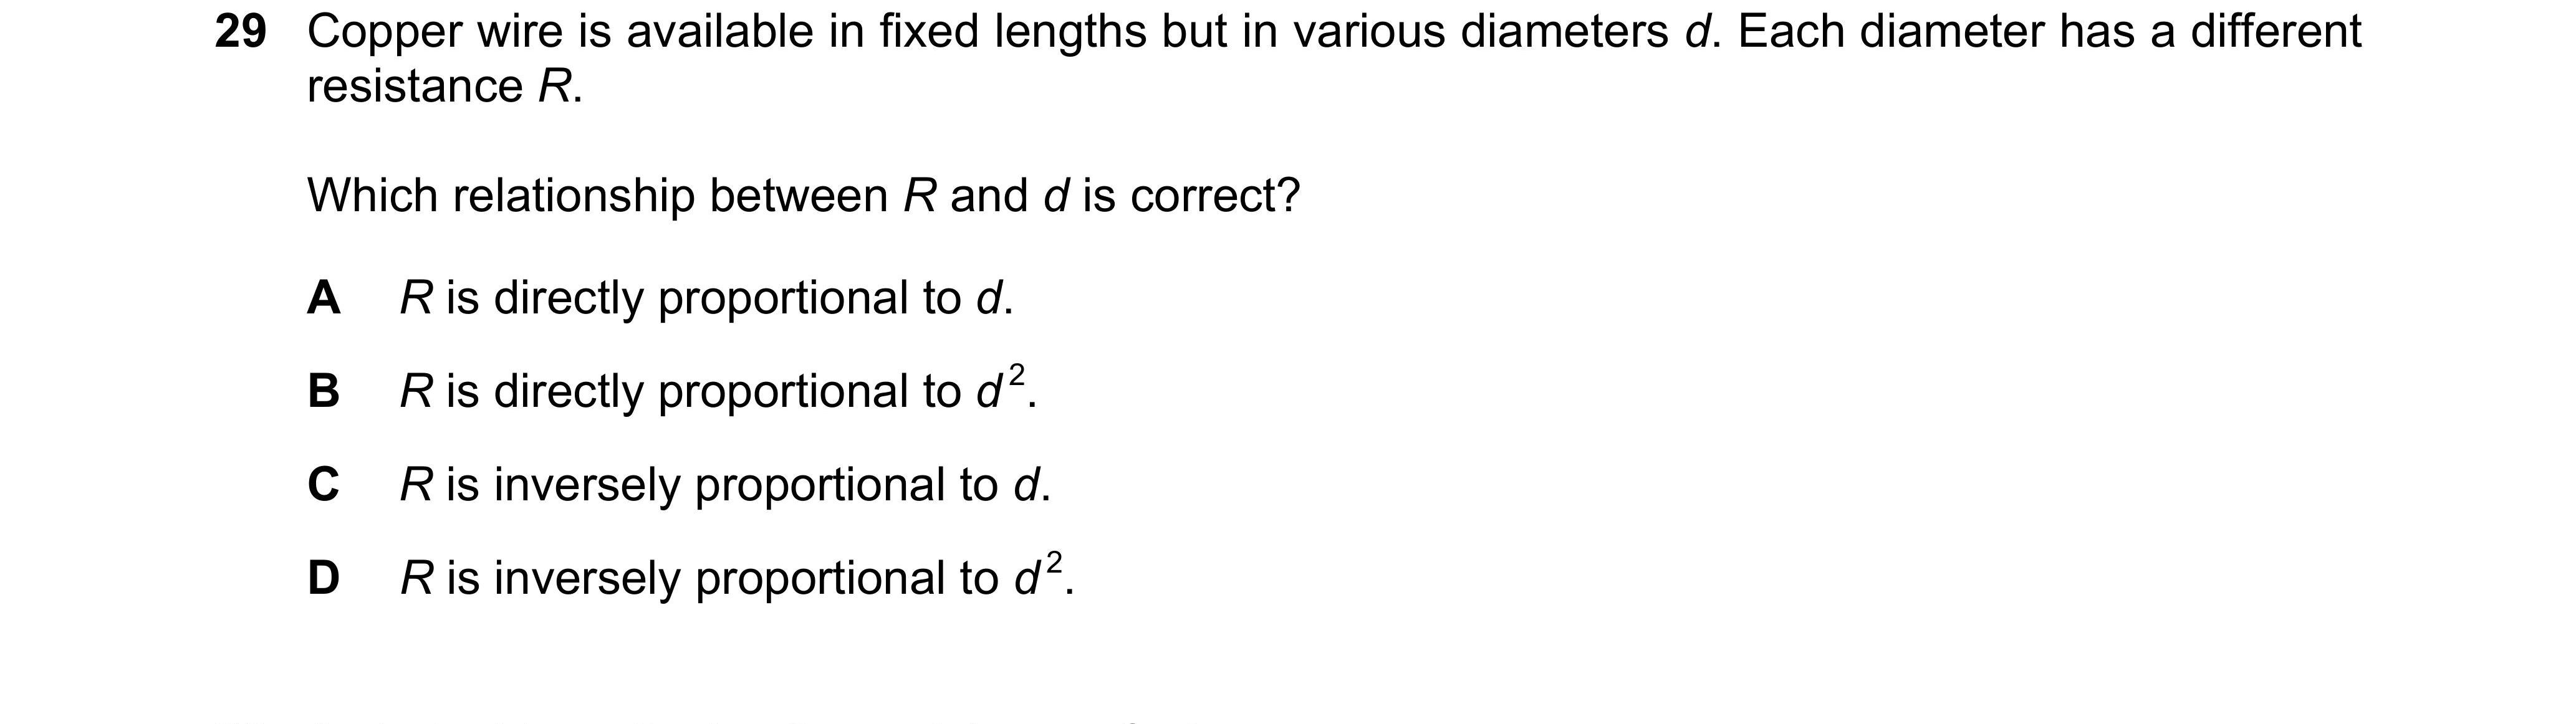 29 Copper wire is available in fixed lengths but in various diameters d. Each diameter has a different
resistance R.
Which relationship between R and d is correct?
A R is directly proportional to d.
B R is directly proportional to d².
C R is inversely proportional to d.
D R is inversely proportional to d².